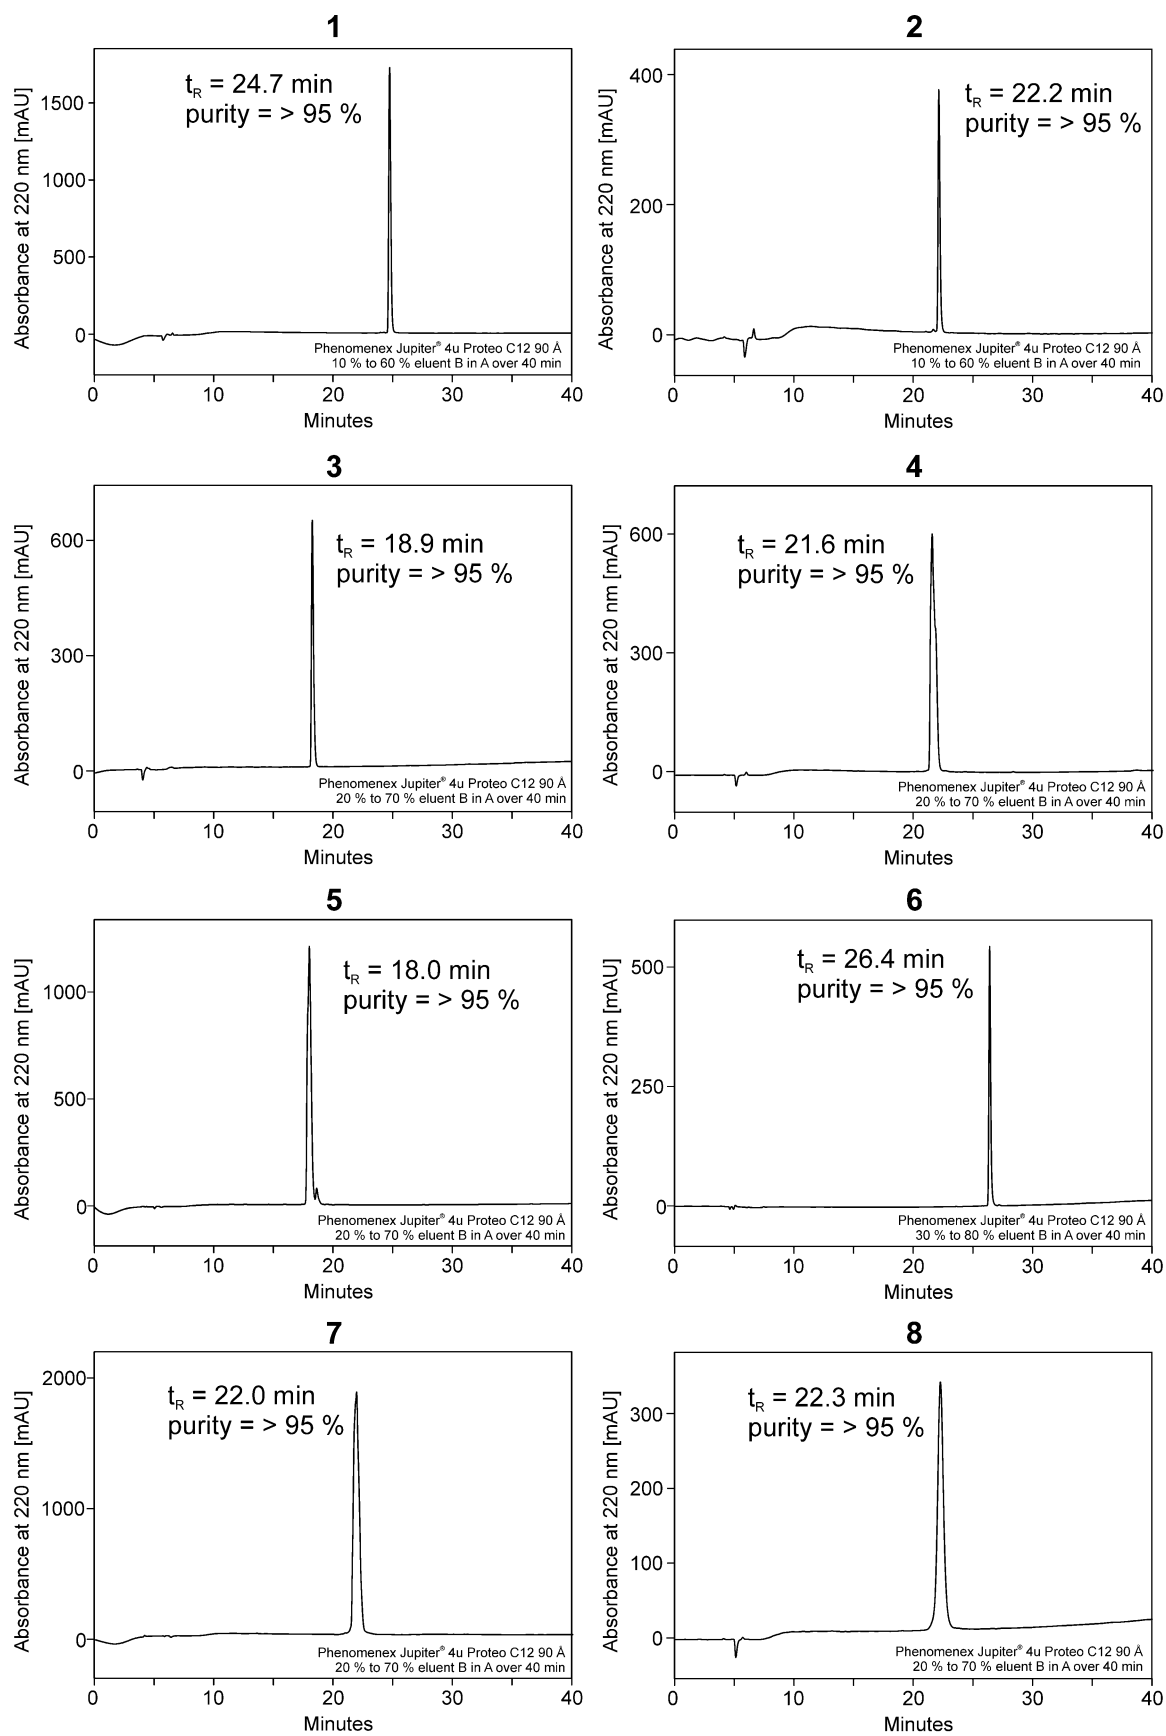 1
t_R = 24.7 min
purity = > 95 %
Absorbance at 220 nm [mAU]
1500
1000
500
0
Phenomenex Jupiter® 4u Proteo C12 90 Å
10 % to 60 % eluent B in A over 40 min
0 10 20 30 40
Minutes
2
t_R = 22.2 min
purity = > 95 %
Absorbance at 220 nm [mAU]
400
200
0
Phenomenex Jupiter® 4u Proteo C12 90 Å
10 % to 60 % eluent B in A over 40 min
0 10 20 30 40
Minutes
3
t_R = 18.9 min
purity = > 95 %
Absorbance at 220 nm [mAU]
600
300
0
Phenomenex Jupiter® 4u Proteo C12 90 Å
20 % to 70 % eluent B in A over 40 min
0 10 20 30 40
Minutes
4
t_R = 21.6 min
purity = > 95 %
Absorbance at 220 nm [mAU]
600
300
0
Phenomenex Jupiter® 4u Proteo C12 90 Å
20 % to 70 % eluent B in A over 40 min
0 10 20 30 40
Minutes
5
t_R = 18.0 min
purity = > 95 %
Absorbance at 220 nm [mAU]
1000
500
0
Phenomenex Jupiter® 4u Proteo C12 90 Å
20 % to 70 % eluent B in A over 40 min
0 10 20 30 40
Minutes
6
t_R = 26.4 min
purity = > 95 %
Absorbance at 220 nm [mAU]
500
250
0
Phenomenex Jupiter® 4u Proteo C12 90 Å
30 % to 80 % eluent B in A over 40 min
0 10 20 30 40
Minutes
7
t_R = 22.0 min
purity = > 95 %
Absorbance at 220 nm [mAU]
2000
1000
0
Phenomenex Jupiter® 4u Proteo C12 90 Å
20 % to 70 % eluent B in A over 40 min
0 10 20 30 40
Minutes
8
t_R = 22.3 min
purity = > 95 %
Absorbance at 220 nm [mAU]
300
200
100
0
Phenomenex Jupiter® 4u Proteo C12 90 Å
20 % to 70 % eluent B in A over 40 min
0 10 20 30 40
Minutes